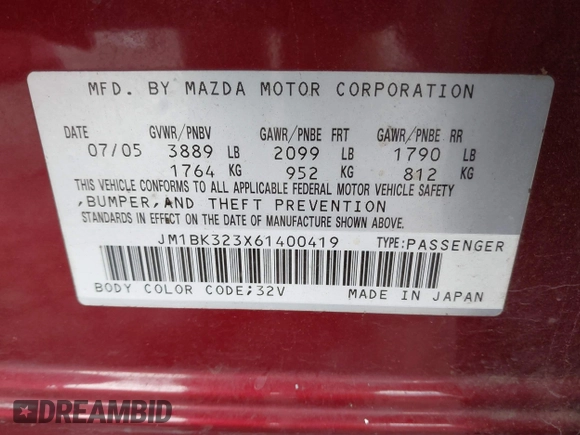 MFD. BY MAZDA MOTOR CORPORATION
DATE GVWR/PNBV GAWR/PNBE FRT GAWR/PNBE RR
07/05 3889 LB 2099 LB 1790 LB
1764 KG 952 KG 812 KG
THIS VEHICLE CONFORMS TO ALL APPLICABLE FEDERAL MOTOR VEHICLE SAFETY
,BUMPER,AND THEFT PREVENTION
STANDARDS IN EFFECT ON THE DATE OF MANUFACTURE SHOWN ABOVE.
JM1BK323X61400419 TYPE:PASSENGER
BODY COLOR CODE;32V MADE IN JAPAN
DREAMBID